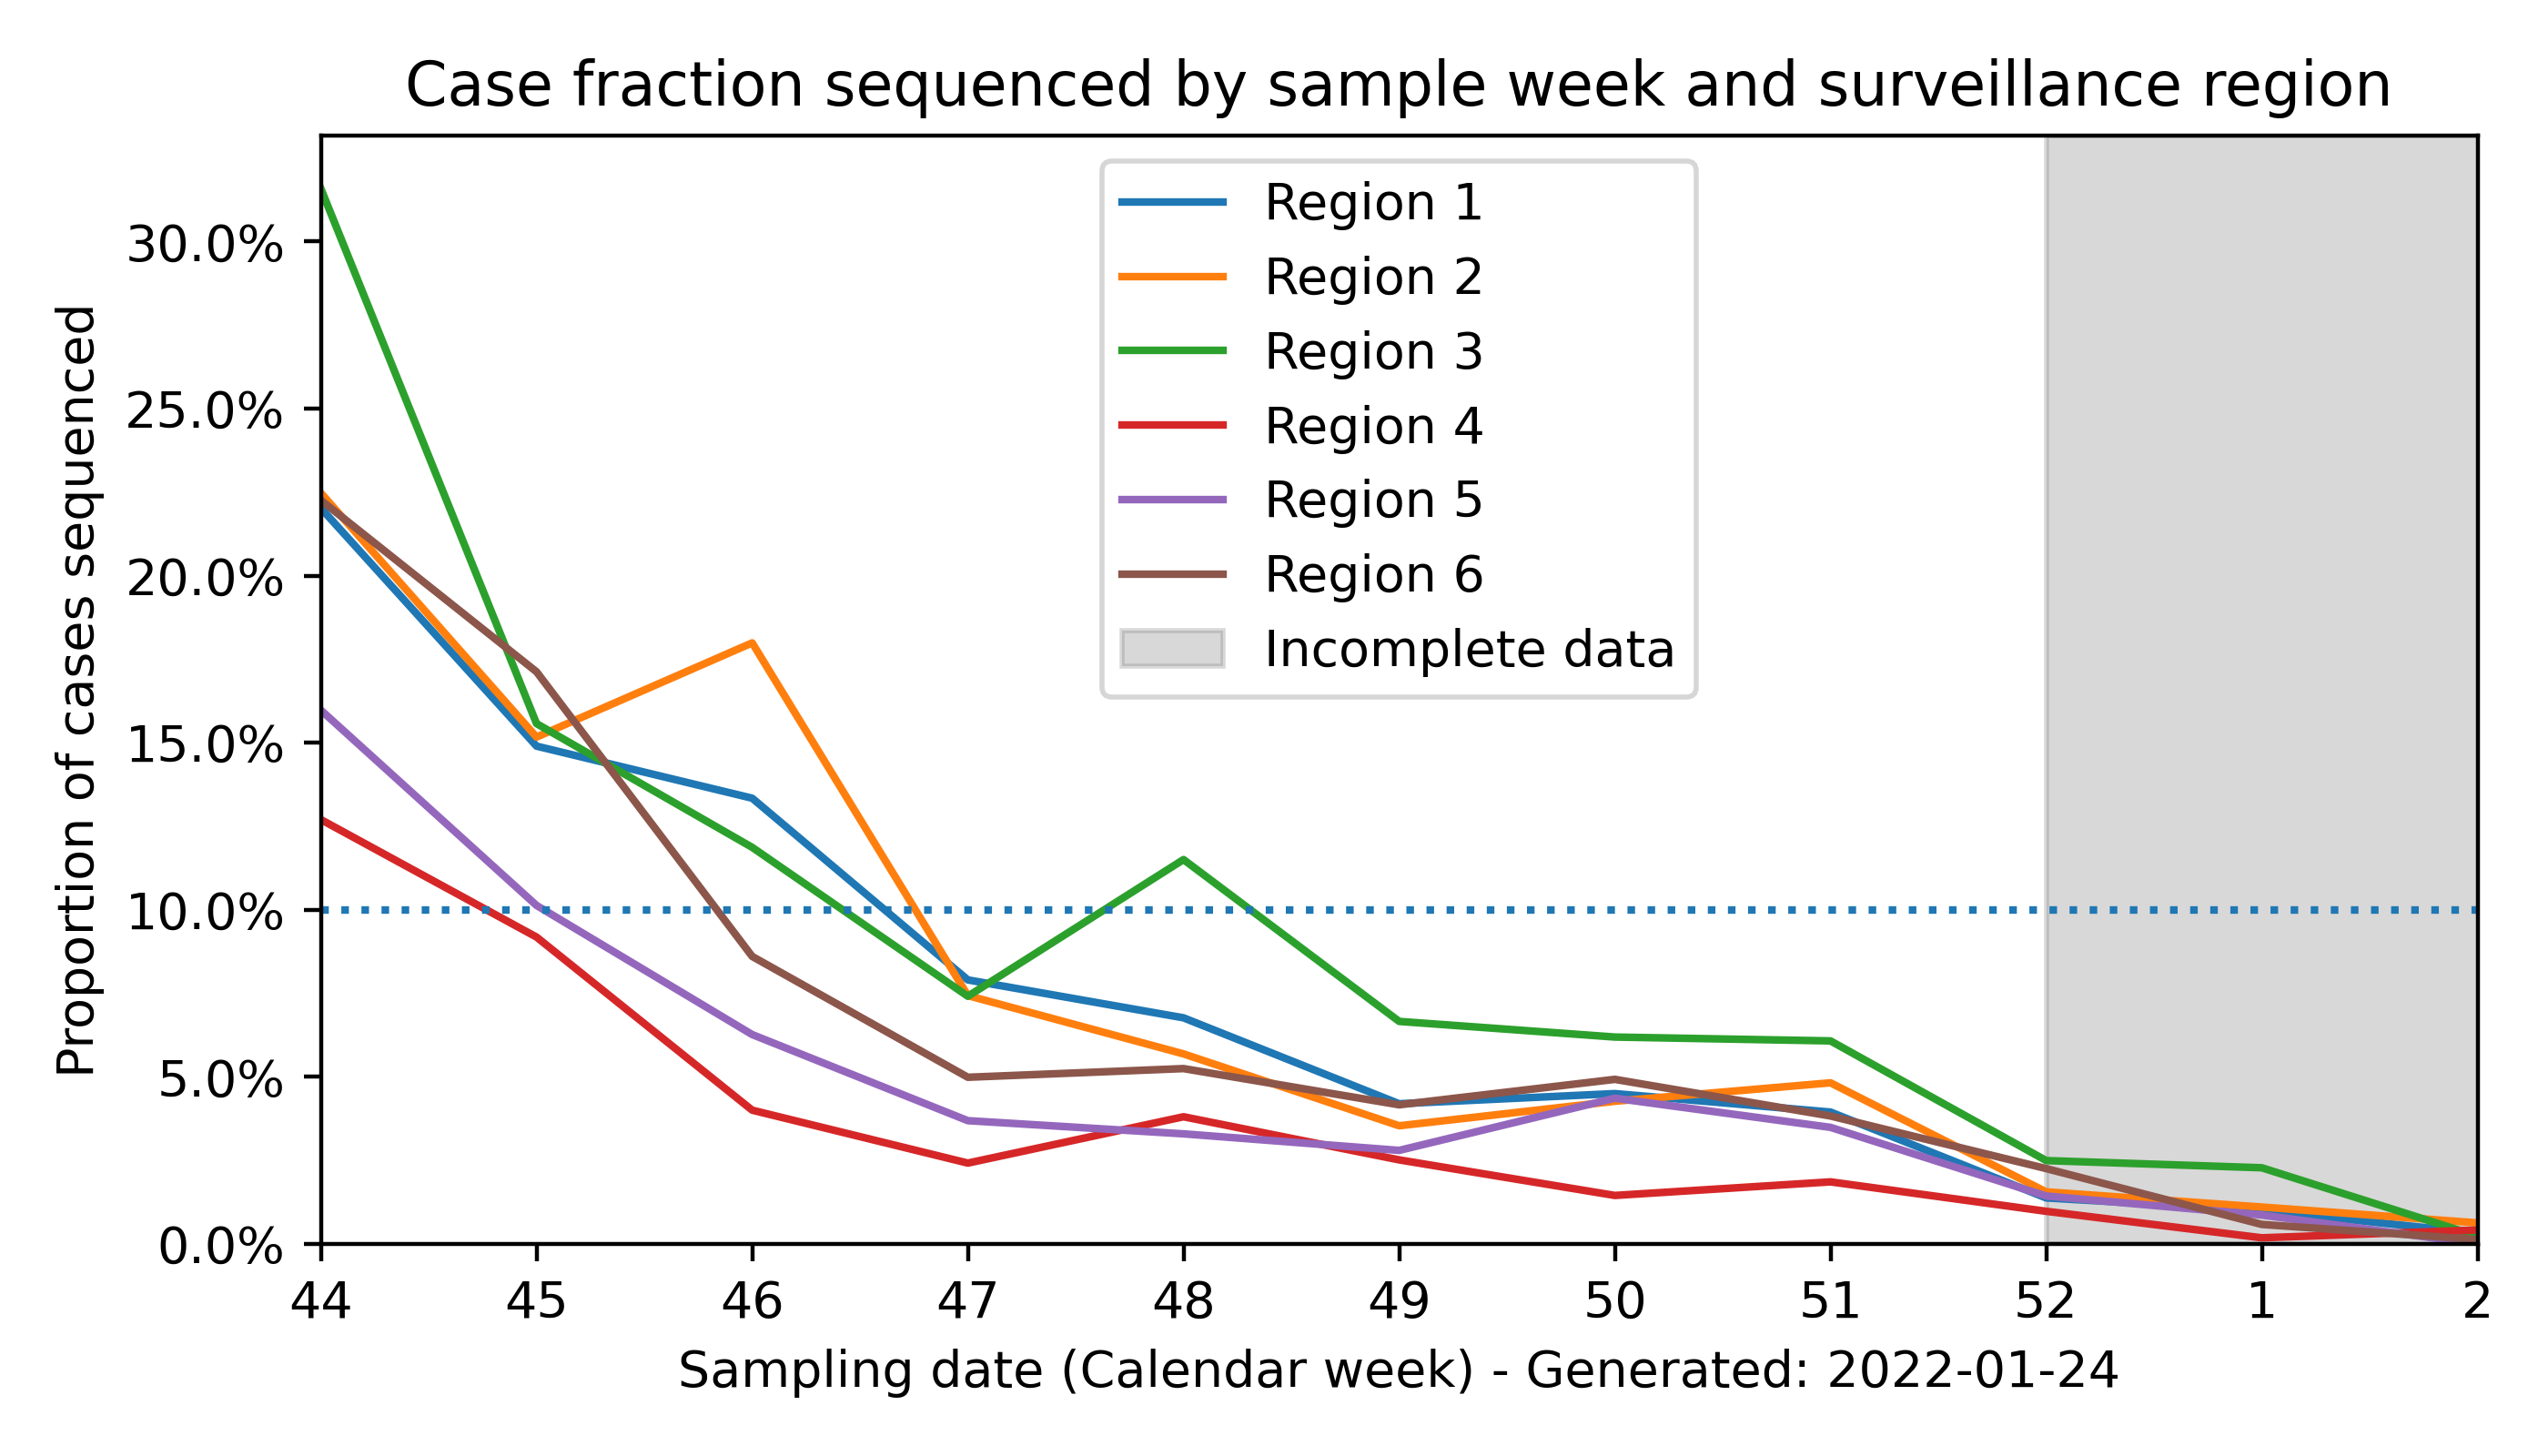 Case fraction sequenced by sample week and surveillance region
Proportion of cases sequenced
30.0%
25.0%
20.0%
15.0%
10.0%
5.0%
0.0%
Region 1
Region 2
Region 3
Region 4
Region 5
Region 6
Incomplete data
44 45 46 47 48 49 50 51 52 1 2
Sampling date (Calendar week) - Generated: 2022-01-24